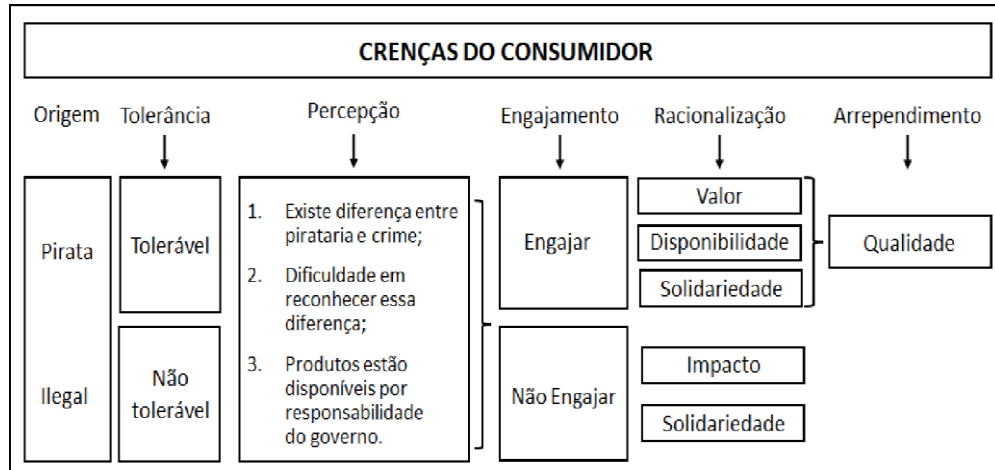 CRENÇAS DO CONSUMIDOR
Origem
Tolerância
Percepção
Engajamento
Racionalização
Arrependimento
Pirata
Ilegal
Tolerável
Não
tolerável
1. Existe diferença entre
pirataria e crime;
2. Dificuldade em
reconhecer essa
diferença;
3. Produtos estão
disponíveis por
responsabilidade
do governo.
Engajar
Não Engajar
Valor
Disponibilidade
Solidariedade
Impacto
Solidariedade
Qualidade